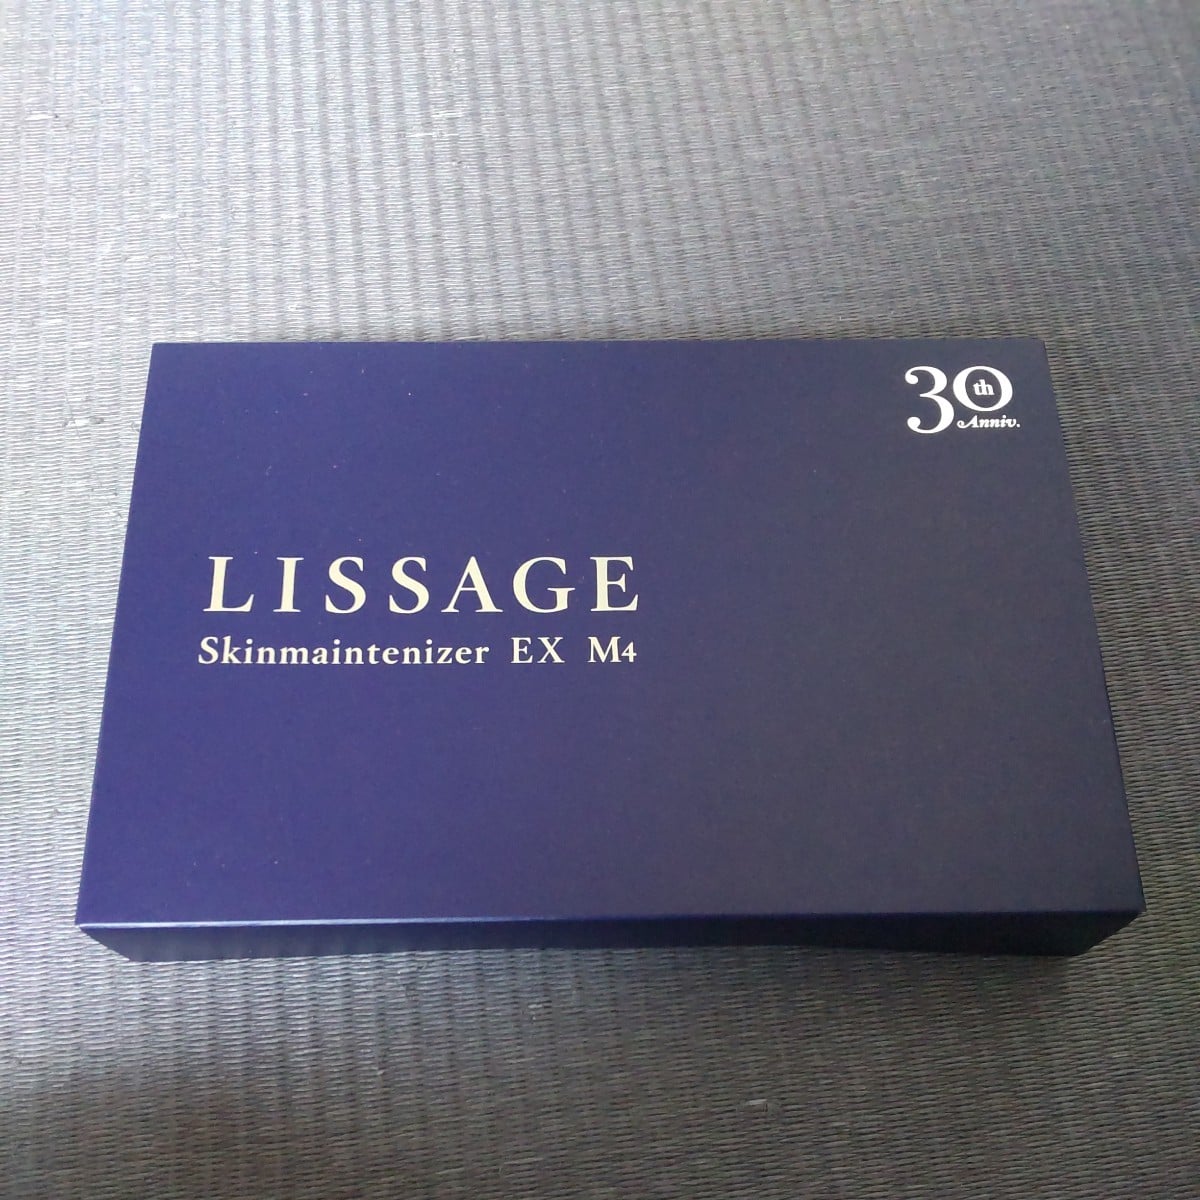 30th
Anniv.
LISSAGE
Skinmaintenizer EX M4